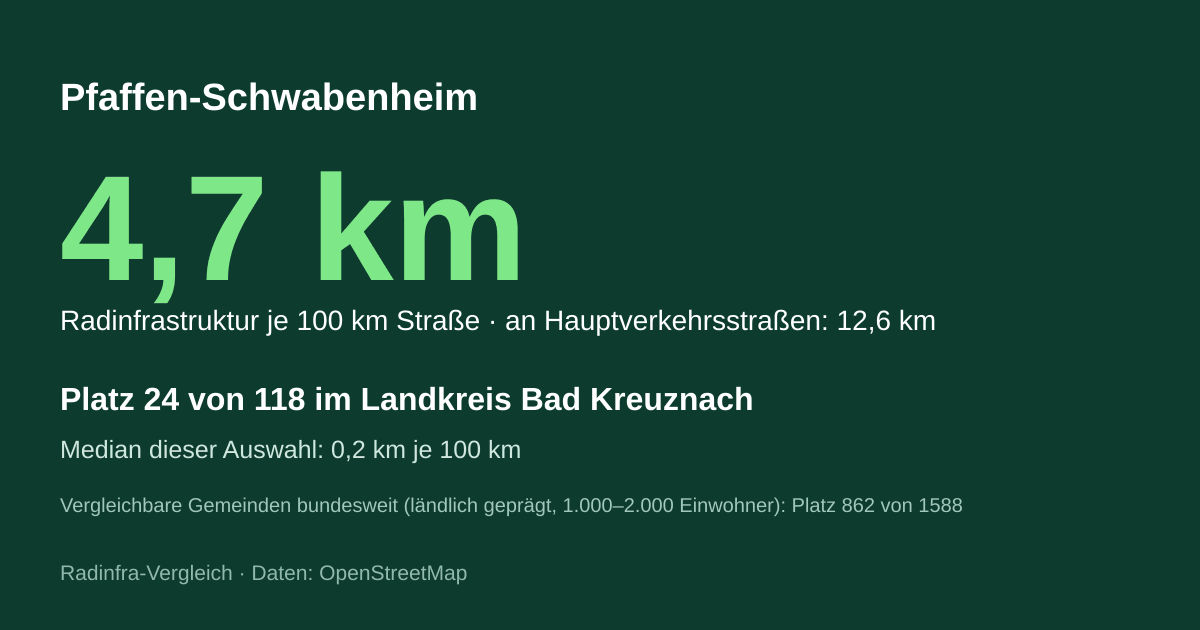 Pfaffen-Schwabenheim
4,7 km
Radinfrastruktur je 100 km Straße · an Hauptverkehrsstraßen: 12,6 km
Platz 24 von 118 im Landkreis Bad Kreuznach
Median dieser Auswahl: 0,2 km je 100 km
Vergleichbare Gemeinden bundesweit (ländlich geprägt, 1.000–2.000 Einwohner): Platz 862 von 1588
Radinfra-Vergleich · Daten: OpenStreetMap